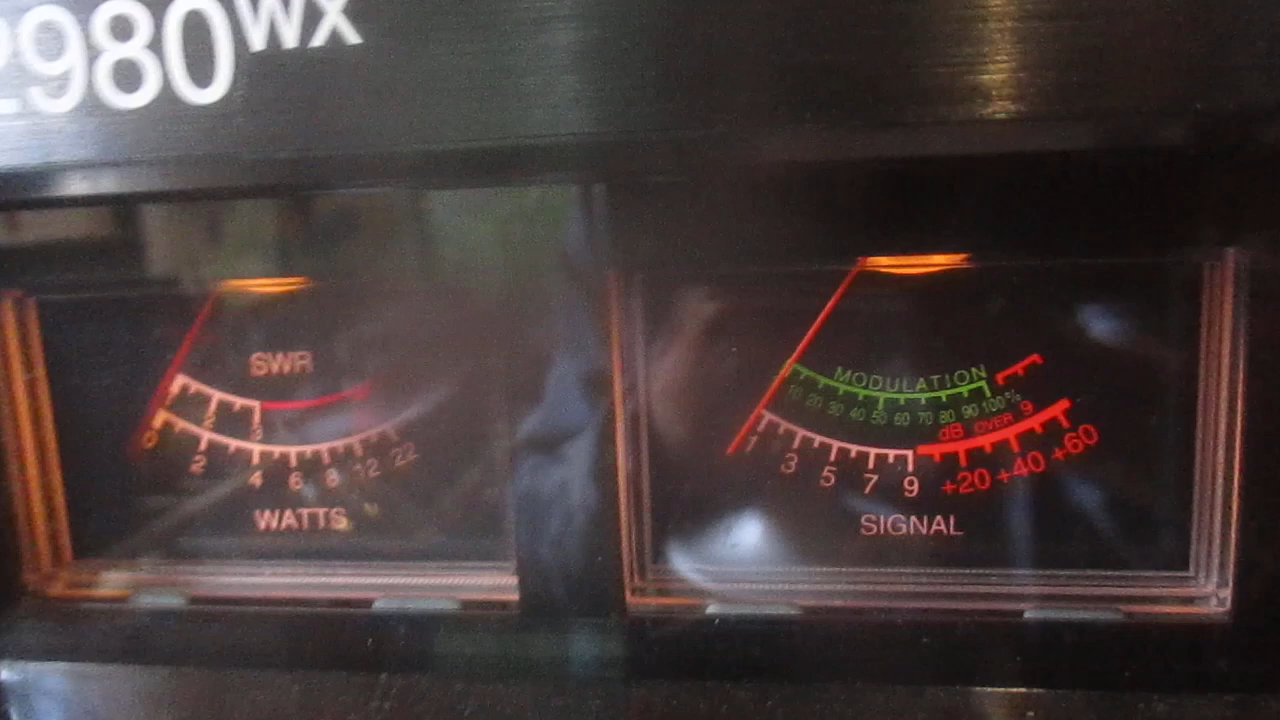 2980WX
SWR
2 3
0 2 4 6 8 12 22
WATTS
MODULATION
10 20 30 40 50 60 70 80 90 100%
dB OVER 9
1 3 5 7 9 +20 +40 +60
SIGNAL